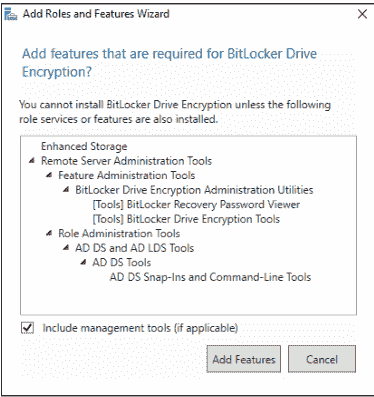 Add Roles and Features Wizard
Add features that are required for BitLocker Drive
Encryption?
You cannot install BitLocker Drive Encryption unless the following
role services or features are also installed.
Enhanced Storage
Remote Server Administration Tools
Feature Administration Tools
BitLocker Drive Encryption Administration Utilities
[Tools] BitLocker Recovery Password Viewer
[Tools] BitLocker Drive Encryption Tools
Role Administration Tools
AD DS and AD LDS Tools
AD DS Tools
AD DS Snap-Ins and Command-Line Tools
Include management tools (if applicable)
Add Features Cancel